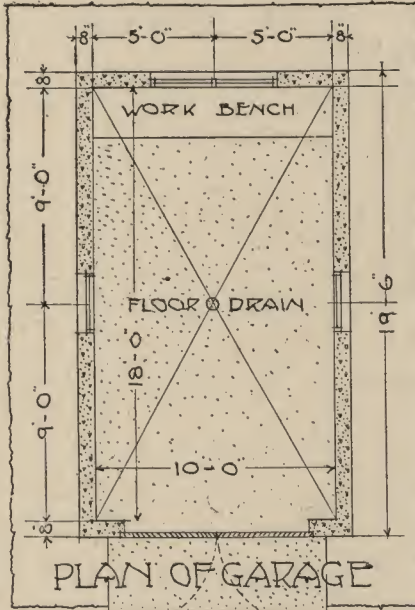 8" 5'-0" 5'-0" 8"
8"
WORK BENCH
9'-0"
FLOOR DRAIN
18'-0"
19'6"
9'-0"
10'-0"
8"
PLAN OF GARAGE